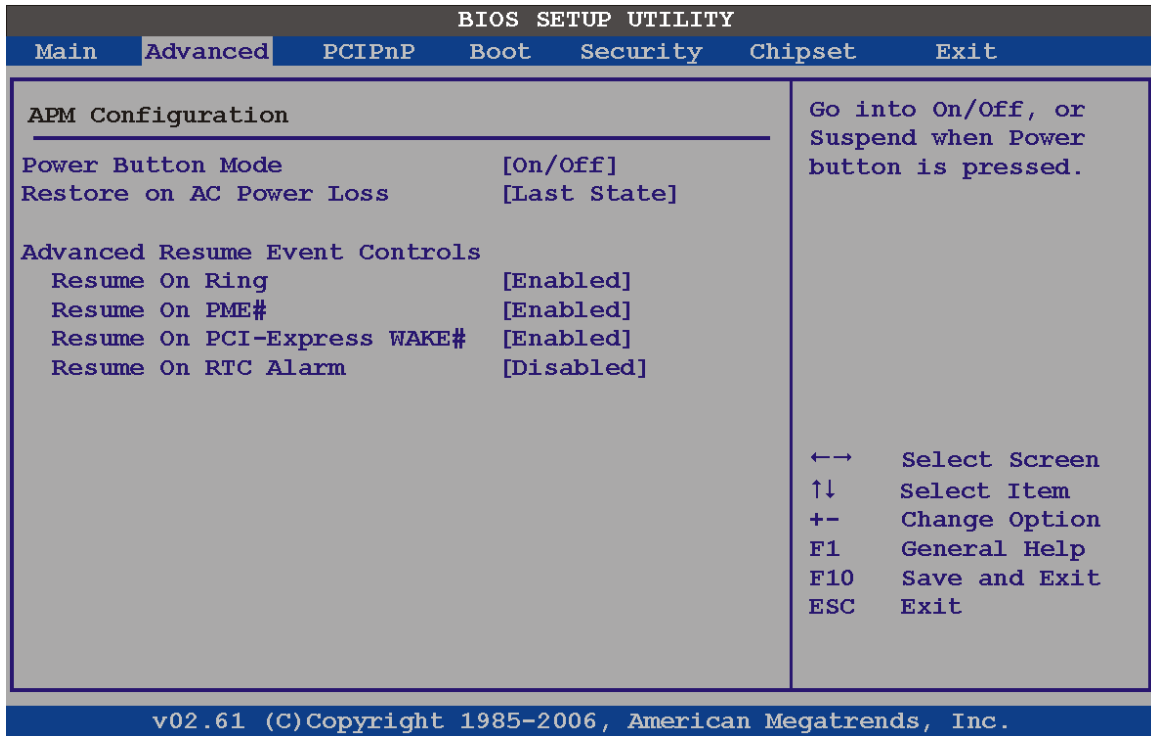 BIOS SETUP UTILITY
Main Advanced PCIPnP Boot Security Chipset Exit
APM Configuration
Power Button Mode [On/Off]
Restore on AC Power Loss [Last State]
Advanced Resume Event Controls
Resume On Ring [Enabled]
Resume On PME# [Enabled]
Resume On PCI-Express WAKE# [Enabled]
Resume On RTC Alarm [Disabled]
Go into On/Off, or
Suspend when Power
button is pressed.
←→ Select Screen
↑↓ Select Item
+- Change Option
F1 General Help
F10 Save and Exit
ESC Exit
v02.61 (C)Copyright 1985-2006, American Megatrends, Inc.